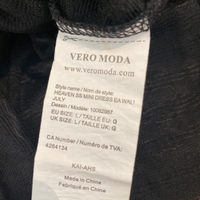 VERO MODA
www.veromoda.com
Style name / Nom de style:
HEAVEN SS MINI DRESS EA WALL
JULY
Dessin / Modèle: 10082867
EU SIZE: L / TAILLE EU: G
UK SIZE: L / TAILLE UK: G
CA Number / Numéro de TVA:
4264134
KAI-AHS
Made in China
Fabriqué en Chine